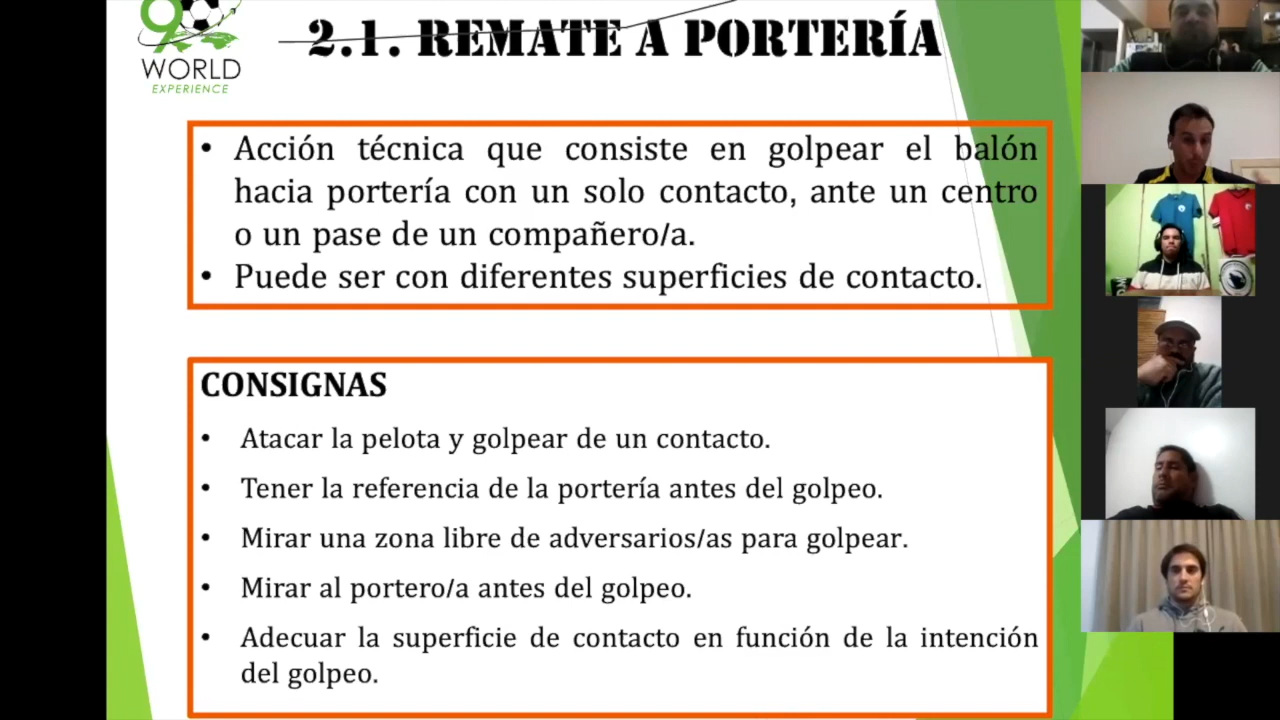 2.1. REMATE A PORTERÍA
90
WORLD
EXPERIENCE
• Acción técnica que consiste en golpear el balón
hacia portería con un solo contacto, ante un centro
o un pase de un compañero/a.
• Puede ser con diferentes superficies de contacto.
CONSIGNAS
• Atacar la pelota y golpear de un contacto.
• Tener la referencia de la portería antes del golpeo.
• Mirar una zona libre de adversarios/as para golpear.
• Mirar al portero/a antes del golpeo.
• Adecuar la superficie de contacto en función de la intención
del golpeo.